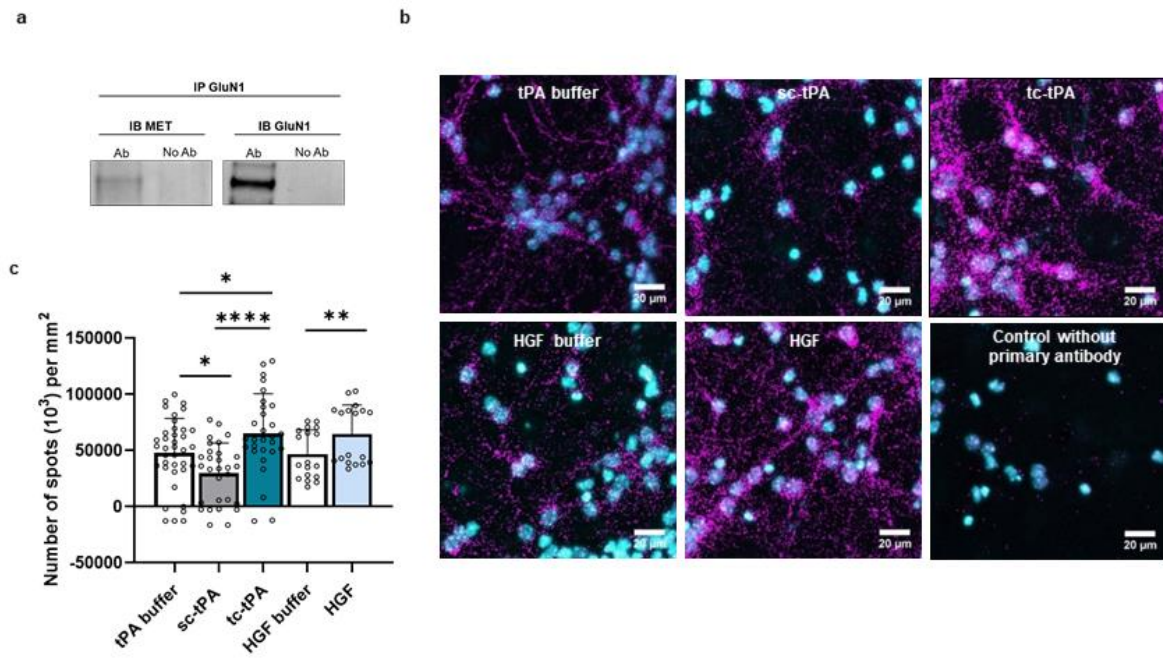 a
IP GluN1
IB MET
IB GluN1
Ab
No Ab
Ab
No Ab
b
tPA buffer
20 µm
sc-tPA
20 µm
tc-tPA
20 µm
HGF buffer
20 µm
HGF
20 µm
Control without
primary antibody
20 µm
c
Number of spots (10³) per mm²
150000
100000
50000
0
-50000
*
****
**
*
tPA buffer
sc-tPA
tc-tPA
HGF buffer
HGF